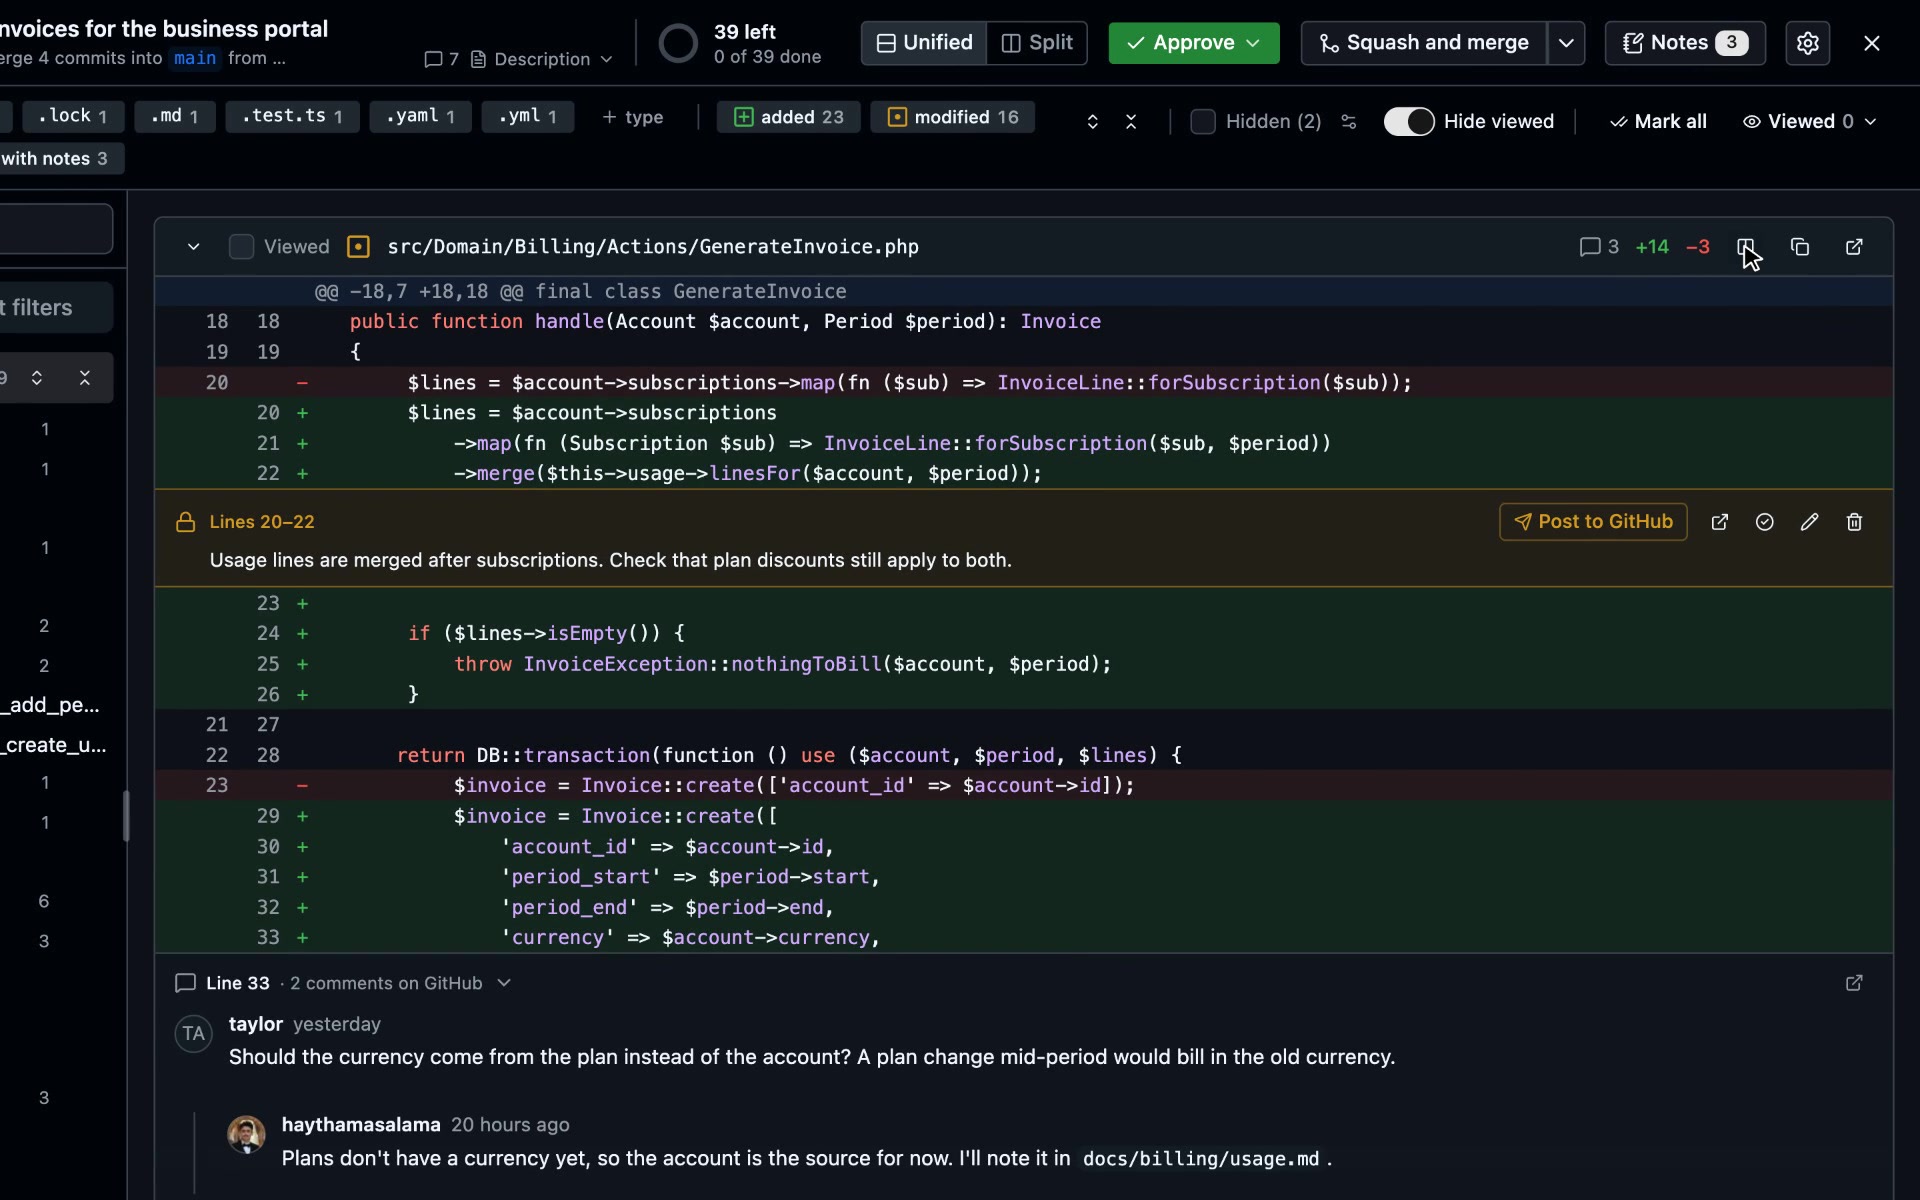 nvoices for the business portal
erge 4 commits into main from ...
7 Description
39 left
0 of 39 done
Unified Split
Approve
Squash and merge
Notes 3
.lock 1 .md 1 .test.ts 1 .yaml 1 .yml 1 + type added 23 modified 16 Hidden (2) Hide viewed Mark all Viewed 0
with notes 3
t filters
9
1
1
1
2
2
_add_pe...
_create_u...
1
1
6
3
3
Viewed src/Domain/Billing/Actions/GenerateInvoice.php 3 +14 -3
@@ -18,7 +18,18 @@ final class GenerateInvoice
18 18 public function handle(Account $account, Period $period): Invoice
19 19 {
20 - $lines = $account->subscriptions->map(fn ($sub) => InvoiceLine::forSubscription($sub));
20 + $lines = $account->subscriptions
21 + ->map(fn (Subscription $sub) => InvoiceLine::forSubscription($sub, $period))
22 + ->merge($this->usage->linesFor($account, $period));
Lines 20–22 Post to GitHub
Usage lines are merged after subscriptions. Check that plan discounts still apply to both.
23 +
24 + if ($lines->isEmpty()) {
25 + throw InvoiceException::nothingToBill($account, $period);
26 + }
21 27
22 28 return DB::transaction(function () use ($account, $period, $lines) {
23 - $invoice = Invoice::create(['account_id' => $account->id]);
29 + $invoice = Invoice::create([
30 + 'account_id' => $account->id,
31 + 'period_start' => $period->start,
32 + 'period_end' => $period->end,
33 + 'currency' => $account->currency,
Line 33 · 2 comments on GitHub
TA taylor yesterday
Should the currency come from the plan instead of the account? A plan change mid-period would bill in the old currency.
haythamasalama 20 hours ago
Plans don't have a currency yet, so the account is the source for now. I'll note it in docs/billing/usage.md .